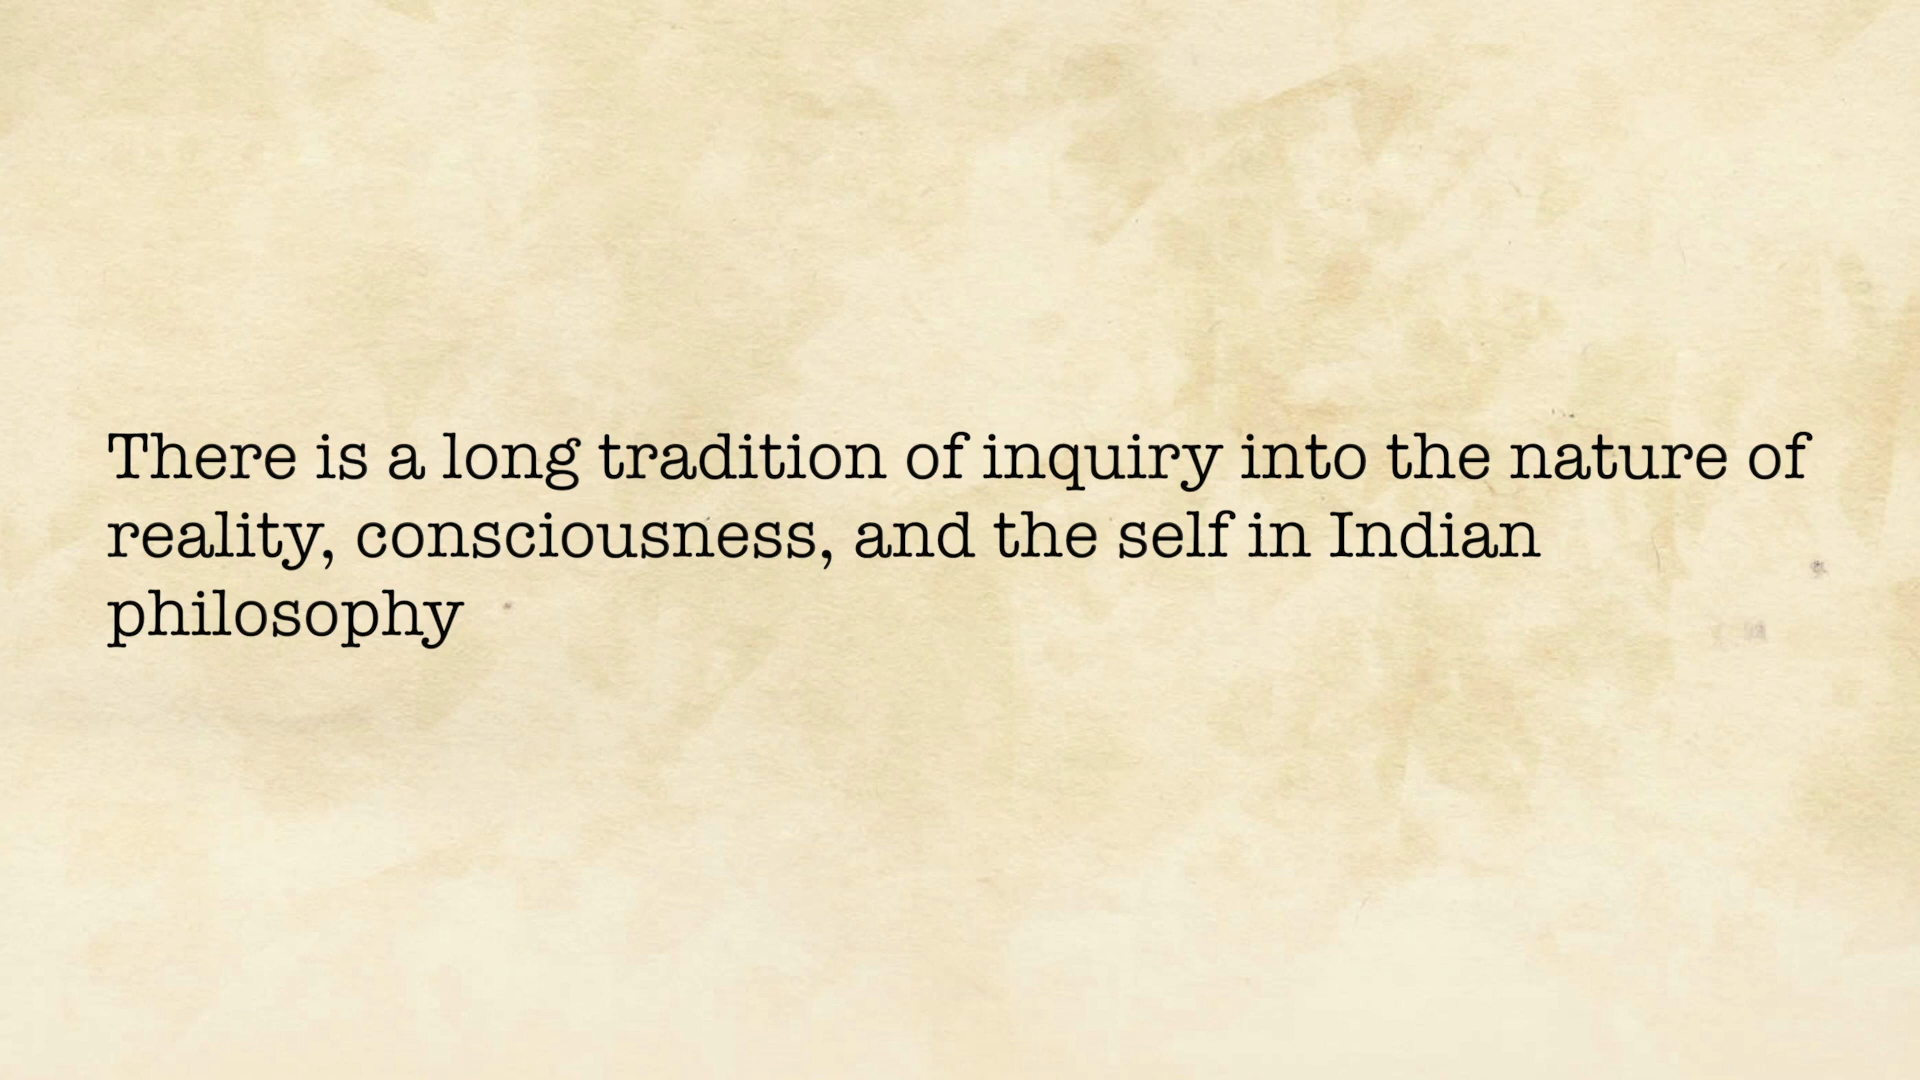 There is a long tradition of inquiry into the nature of
reality, consciousness, and the self in Indian
philosophy